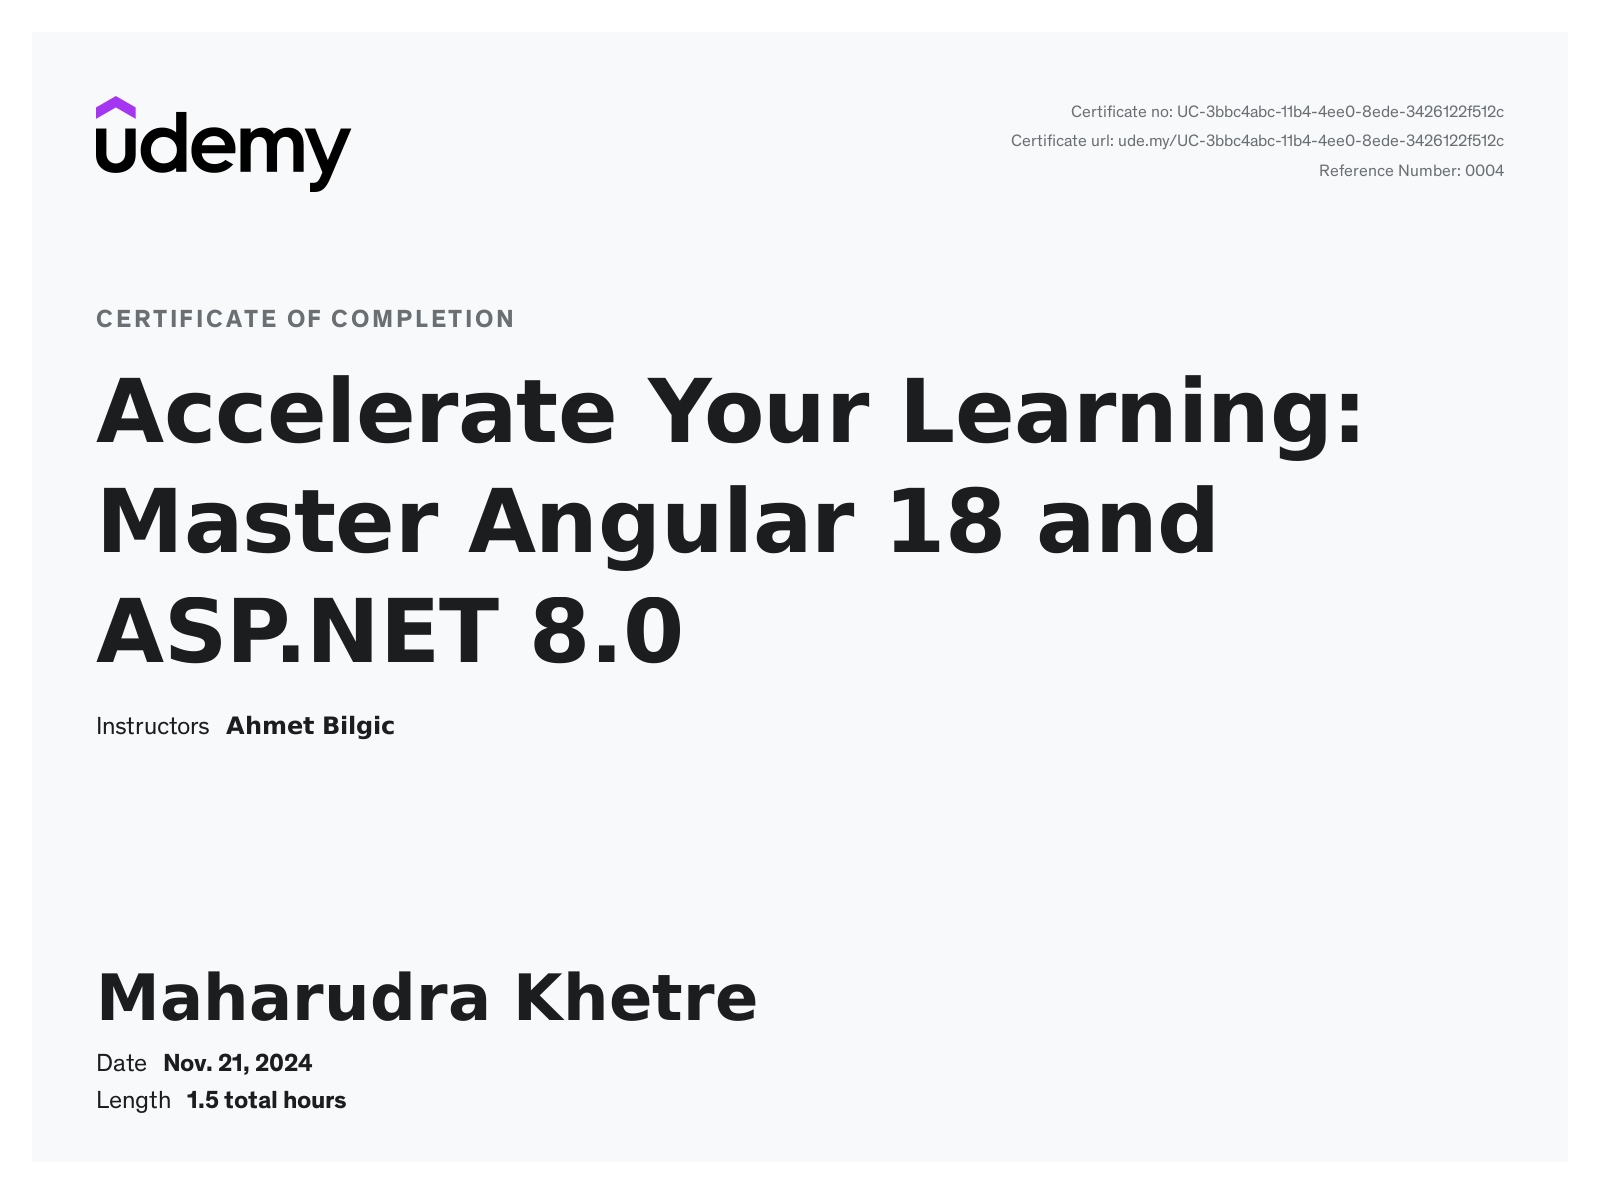 udemy
Certificate no: UC-3bbc4abc-11b4-4ee0-8ede-3426122f512c
Certificate url: ude.my/UC-3bbc4abc-11b4-4ee0-8ede-3426122f512c
Reference Number: 0004
CERTIFICATE OF COMPLETION
Accelerate Your Learning:
Master Angular 18 and
ASP.NET 8.0
Instructors Ahmet Bilgic
Maharudra Khetre
Date Nov. 21, 2024
Length 1.5 total hours